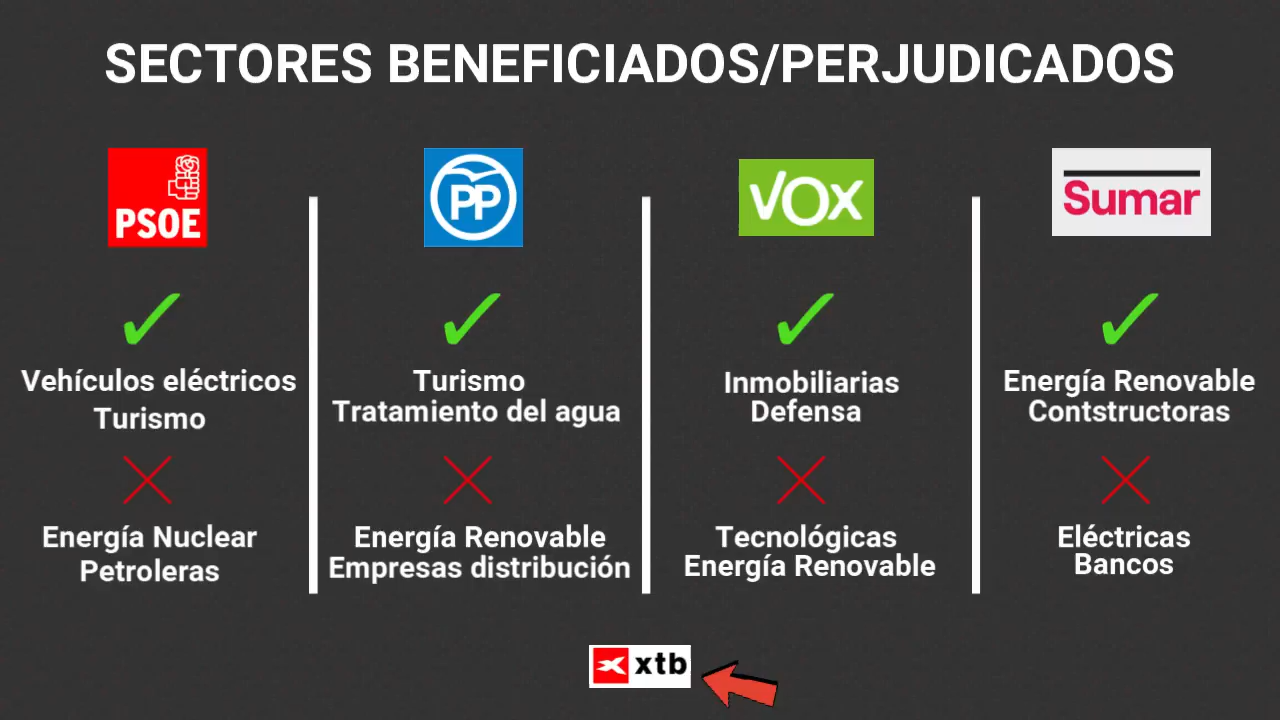 SECTORES BENEFICIADOS/PERJUDICADOS
PSOE
PP
VOX
Sumar
Vehículos eléctricos
Turismo
Turismo
Tratamiento del agua
Inmobiliarias
Defensa
Energía Renovable
Contstructoras
Energía Nuclear
Petroleras
Energía Renovable
Empresas distribución
Tecnológicas
Energía Renovable
Eléctricas
Bancos
xtb